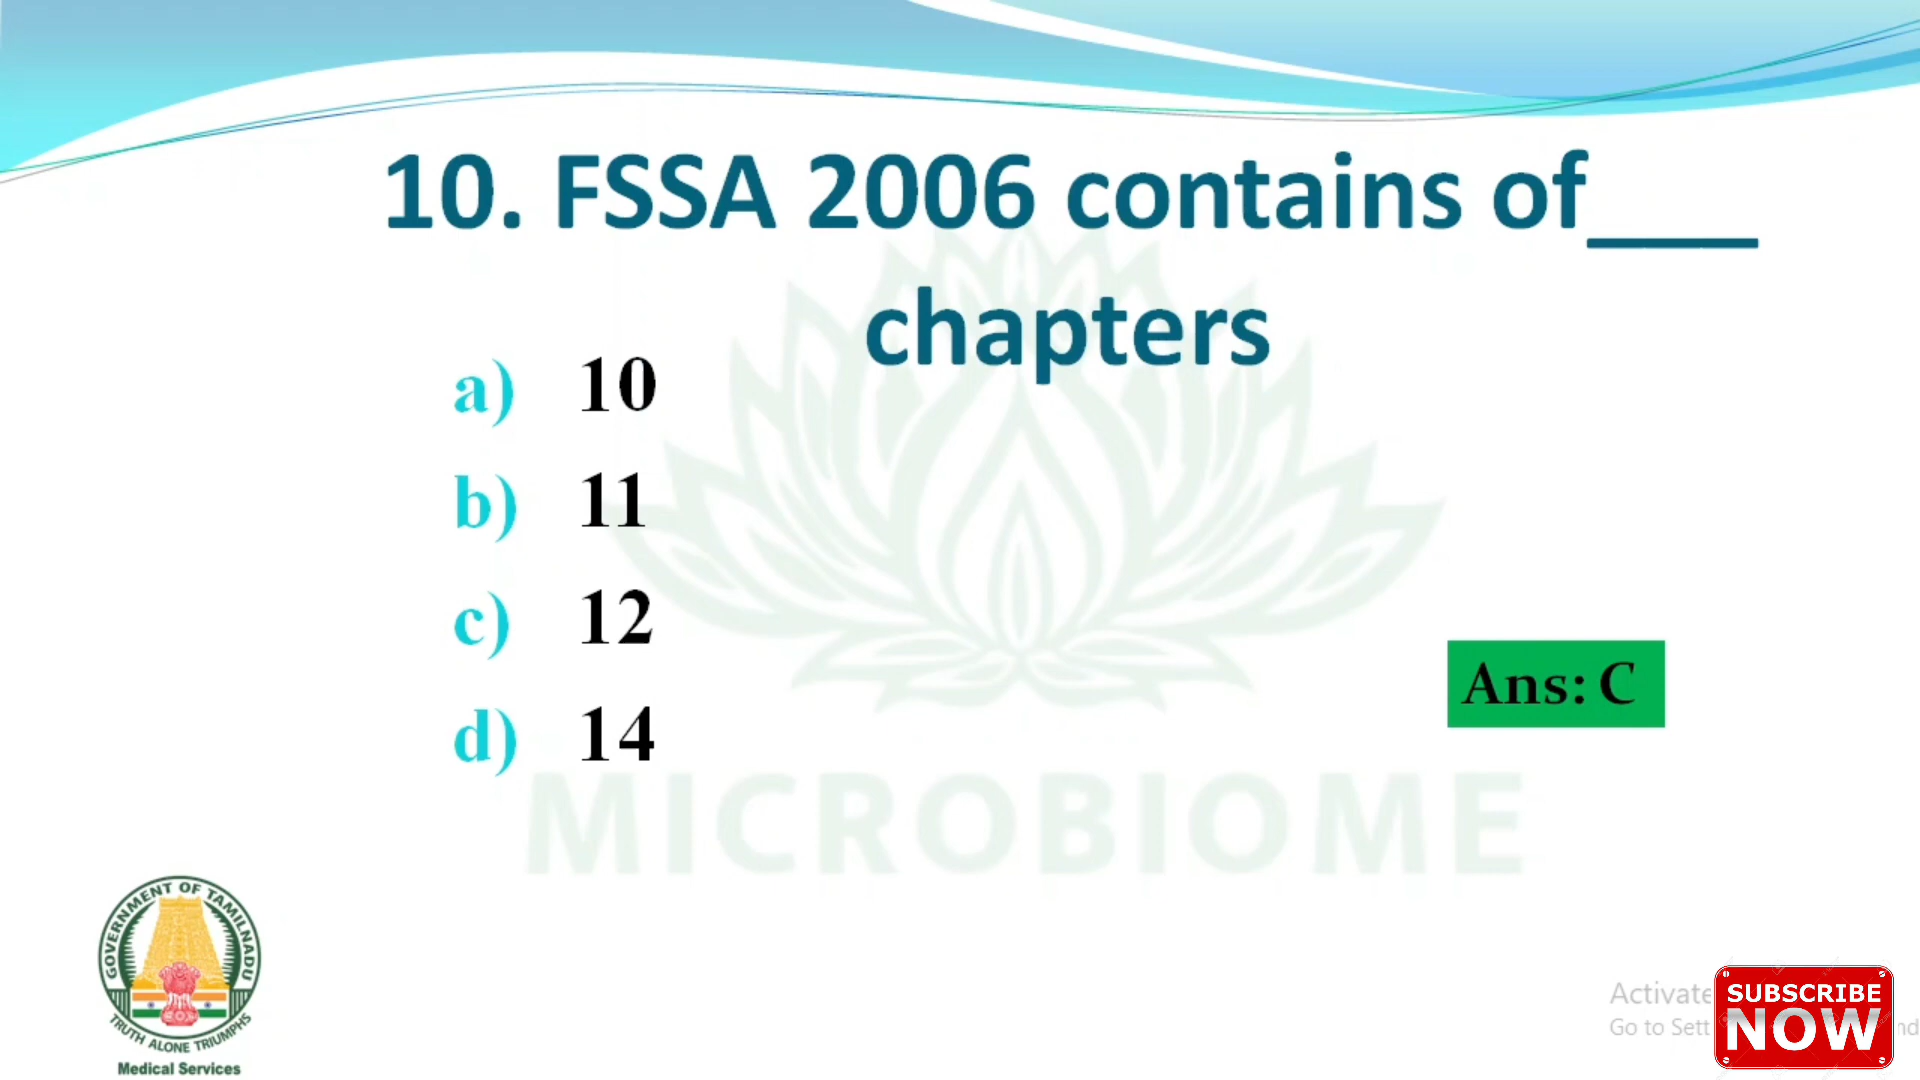 10. FSSA 2006 contains of___
chapters
a) 10
b) 11
c) 12
d) 14
Ans: C
MICROBIOME
GOVERNMENT OF TAMILNADU
TRUTH ALONE TRIUMPHS
Medical Services
Activate
Go to Sett
SUBSCRIBE
NOW